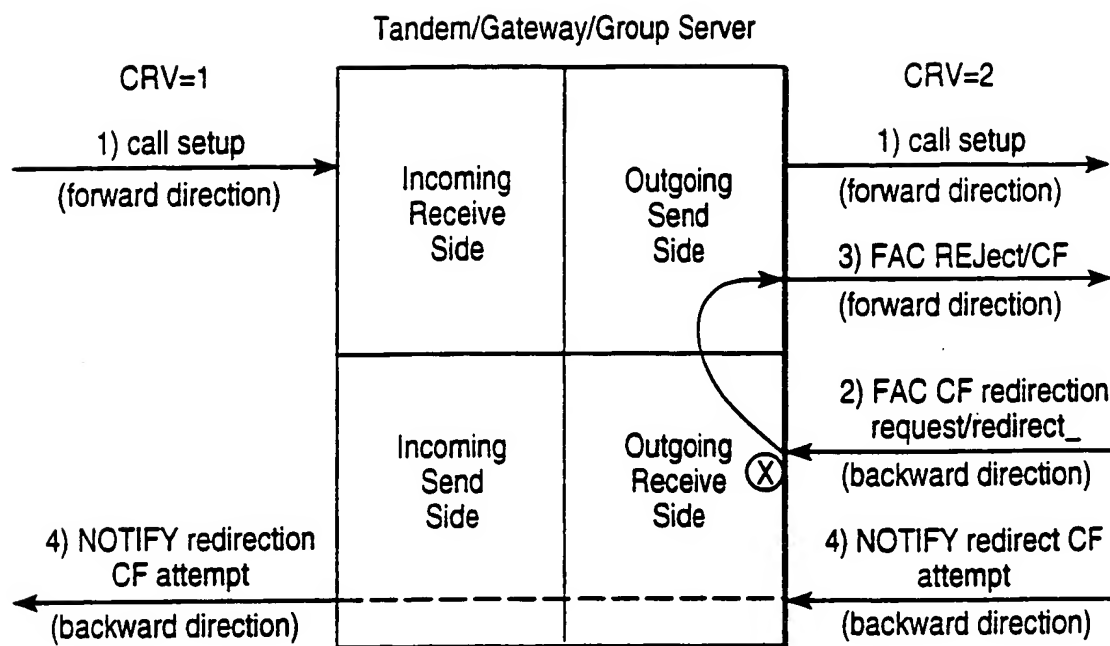 Tandem/Gateway/Group Server
CRV=1
CRV=2
1) call setup
(forward direction)
Incoming
Receive
Side
Outgoing
Send
Side
1) call setup
(forward direction)
3) FAC REJect/CF
(forward direction)
2) FAC CF redirection
request/redirect_
(backward direction)
Incoming
Send
Side
Outgoing
Receive
Side
X
4) NOTIFY redirection
CF attempt
(backward direction)
4) NOTIFY redirect CF
attempt
(backward direction)